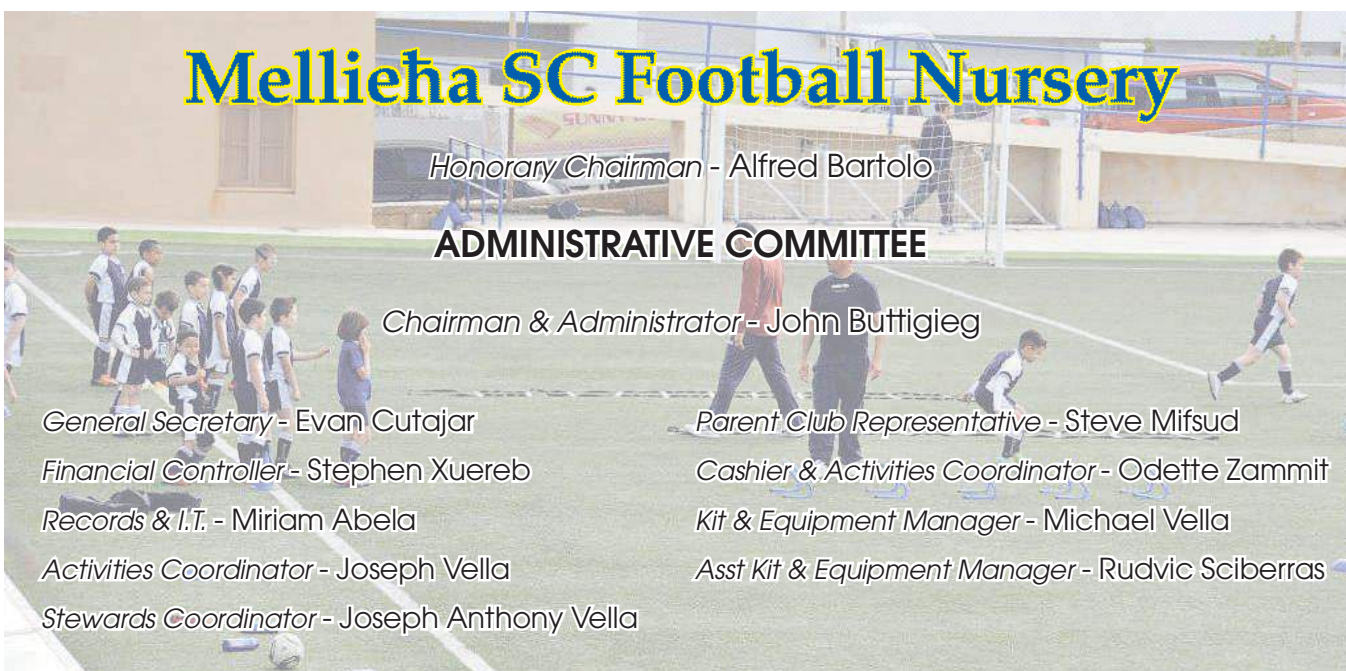 Mellieħa SC Football Nursery
SUNNY
Honorary Chairman - Alfred Bartolo
ADMINISTRATIVE COMMITTEE
Chairman & Administrator - John Buttigieg
General Secretary - Evan Cutajar
Financial Controller - Stephen Xuereb
Records & I.T. - Miriam Abela
Activities Coordinator - Joseph Vella
Stewards Coordinator - Joseph Anthony Vella
Parent Club Representative - Steve Mifsud
Cashier & Activities Coordinator - Odette Zammit
Kit & Equipment Manager - Michael Vella
Asst Kit & Equipment Manager - Rudvic Sciberras